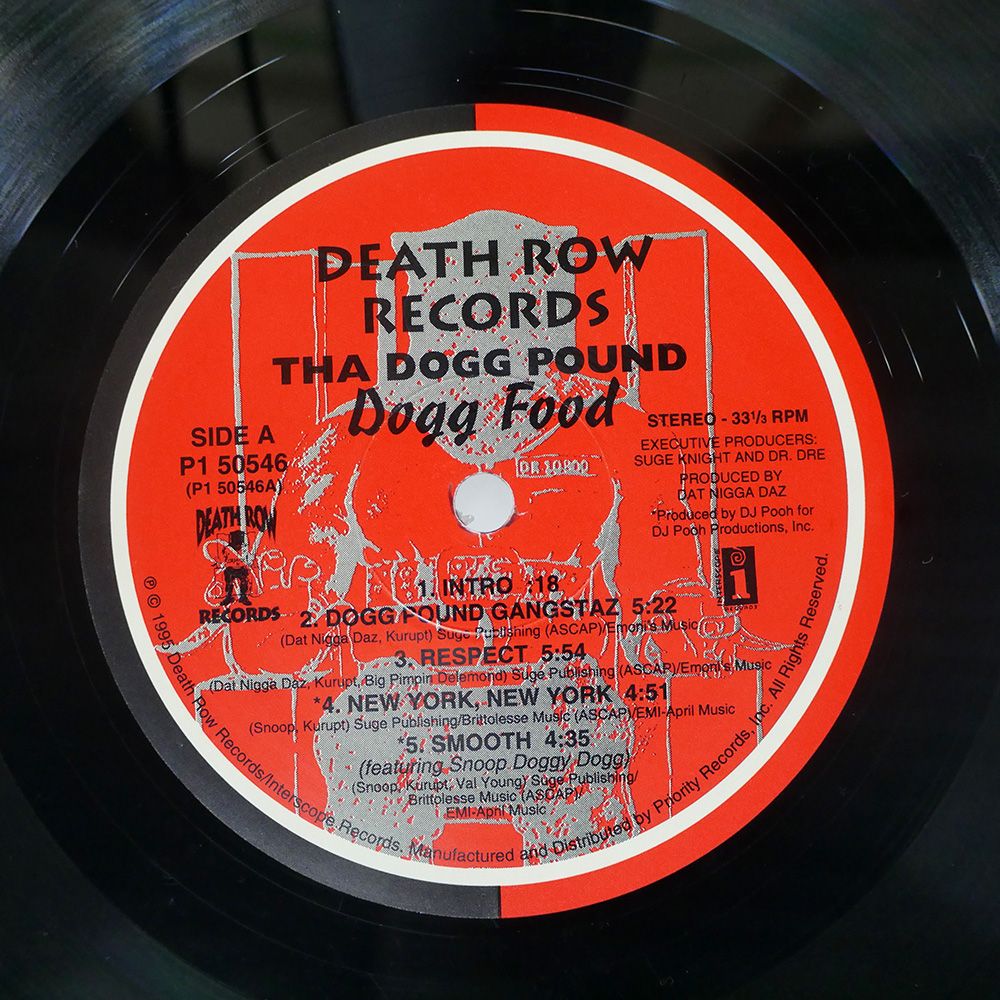 DEATH ROW
RECORDS
THA DOGG POUND
Dogg Food
SIDE A
P1 50546
(P1 50546A)
DEATH ROW
RECORDS
STEREO - 33 1/3 RPM
EXECUTIVE PRODUCERS:
SUGE KNIGHT AND DR. DRE
PRODUCED BY
DAT NIGGA DAZ
*Produced by DJ Pooh for
DJ Pooh Productions, Inc.
DR 10800
INTERSCOPE
RECORDS
1. INTRO :18
2. DOGG POUND GANGSTAZ 5:22
(Dat Nigga Daz, Kurupt) Suge Publishing (ASCAP)/Emoni's Music
3. RESPECT 5:54
(Dat Nigga Daz, Kurupt, Big Pimpin Delemond) Suge Publishing (ASCAP)/Emoni's Music
*4. NEW YORK, NEW YORK 4:51
(Snoop, Kurupt) Suge Publishing/Brittolesse Music (ASCAP)/EMI-April Music
*5. SMOOTH 4:35
(featuring Snoop Doggy Dogg)
(Snoop, Kurupt, Val Young) Suge Publishing/
Brittolesse Music (ASCAP)/
EMI-April Music
℗ © 1995 Death Row Records/Interscope Records. Manufactured and Distributed by Priority Records, Inc. All Rights Reserved.